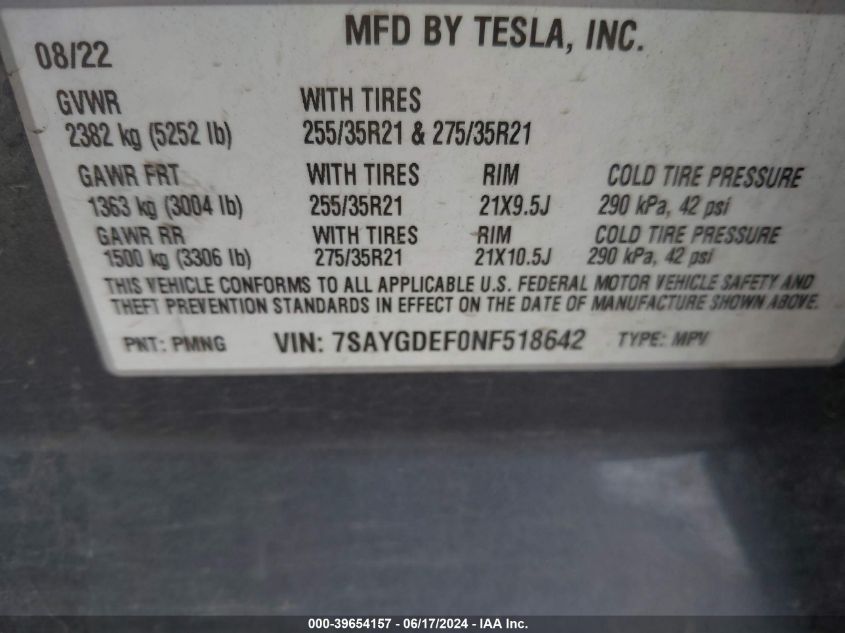 MFD BY TESLA, INC.
08/22
GVWR WITH TIRES
2382 kg (5252 lb) 255/35R21 & 275/35R21
GAWR FRT WITH TIRES RIM COLD TIRE PRESSURE
1363 kg (3004 lb) 255/35R21 21X9.5J 290 kPa, 42 psi
GAWR RR WITH TIRES RIM COLD TIRE PRESSURE
1500 kg (3306 lb) 275/35R21 21X10.5J 290 kPa, 42 psi
THIS VEHICLE CONFORMS TO ALL APPLICABLE U.S. FEDERAL MOTOR VEHICLE SAFETY AND
THEFT PREVENTION STANDARDS IN EFFECT ON THE DATE OF MANUFACTURE SHOWN ABOVE.
PNT: PMNG VIN: 7SAYGDEF0NF518642 TYPE: MPV
000-39654157 - 06/17/2024 - IAA Inc.